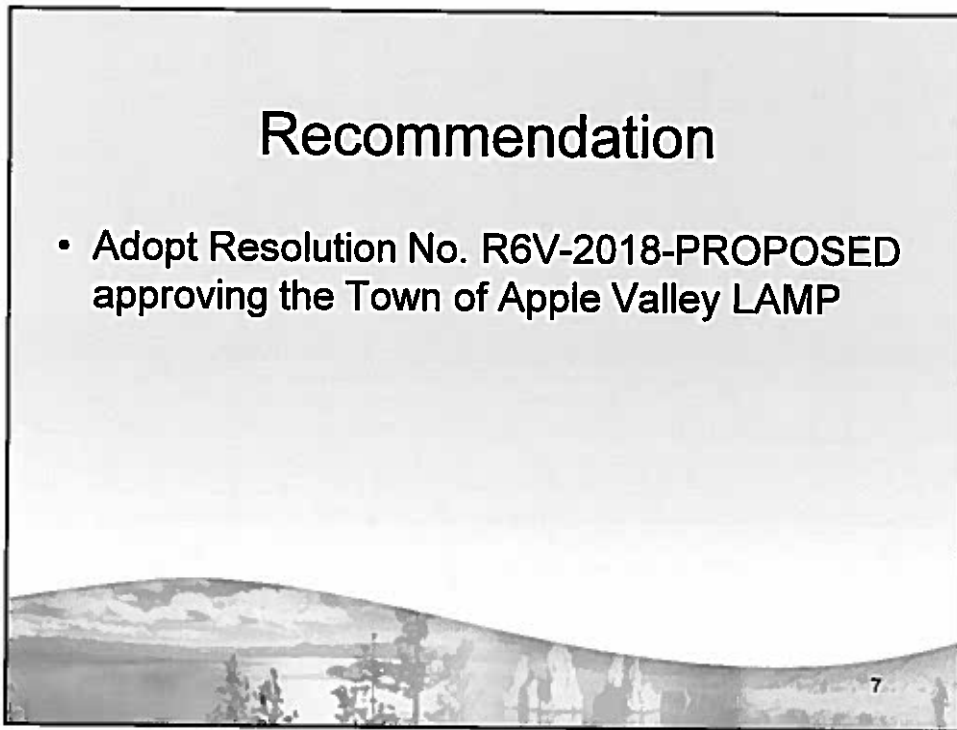 Recommendation
• Adopt Resolution No. R6V-2018-PROPOSED
approving the Town of Apple Valley LAMP
7